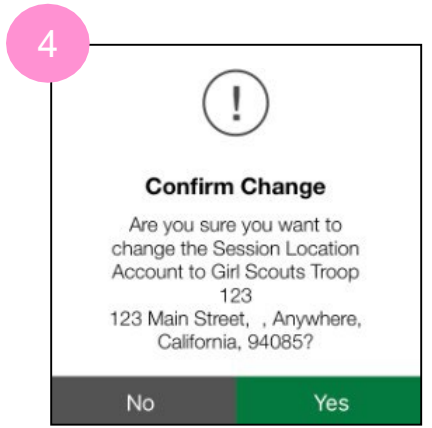 4
!
Confirm Change
Are you sure you want to
change the Session Location
Account to Girl Scouts Troop
123
123 Main Street, , Anywhere,
California, 94085?
No Yes